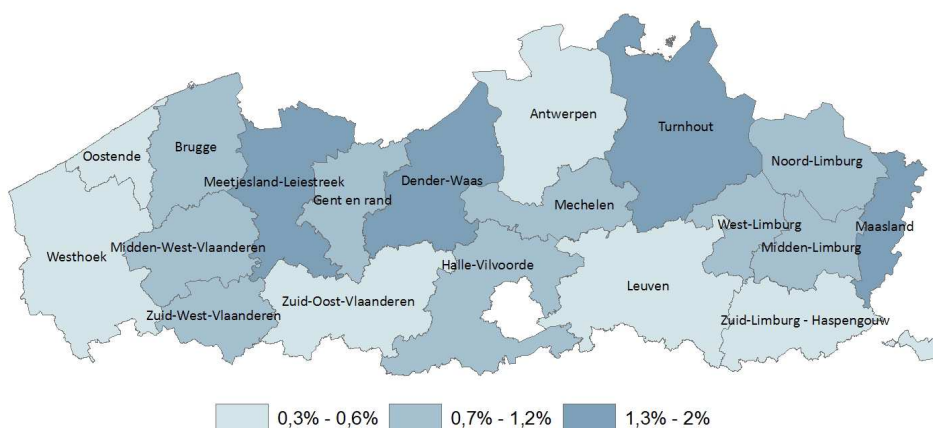 Antwerpen
Turnhout
Oostende
Brugge
Noord-Limburg
Meetjesland-Leiestreek
Dender-Waas
Gent en rand
Mechelen
West-Limburg
Maasland
Westhoek
Midden-West-Vlaanderen
Midden-Limburg
Halle-Vilvoorde
Zuid-Oost-Vlaanderen
Leuven
Zuid-West-Vlaanderen
Zuid-Limburg - Haspengouw
0,3% - 0,6% 0,7% - 1,2% 1,3% - 2%